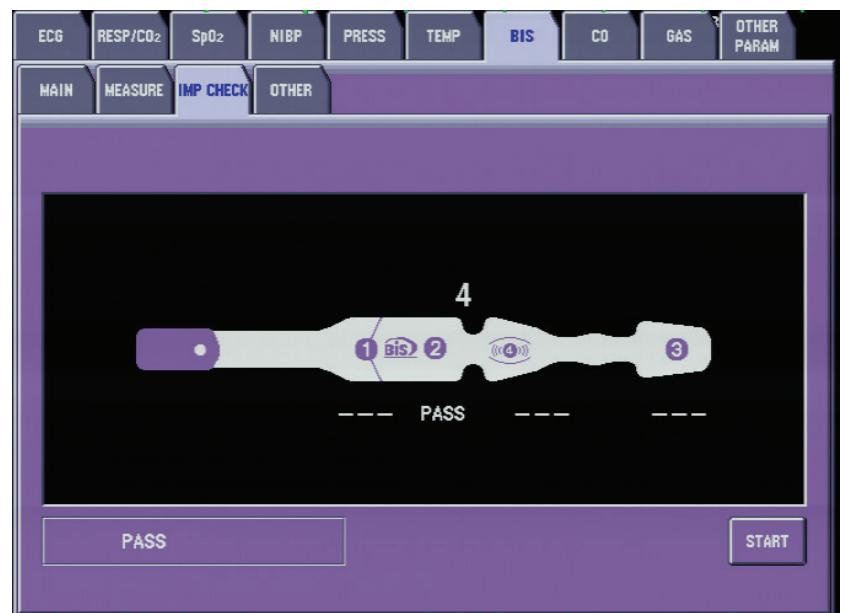 ECG RESP/CO2 SpO2 NIBP PRESS TEMP BIS CO GAS OTHER
PARAM
MAIN MEASURE IMP CHECK OTHER
4
1 BIS 2 4 3
--- PASS --- ---
PASS START